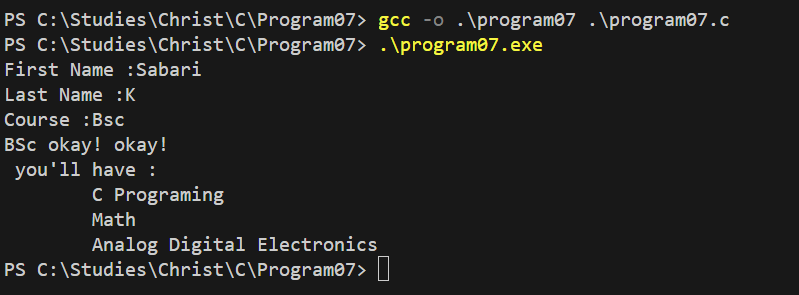 PS C:\Studies\Christ\C\Program07> gcc -o .\program07 .\program07.c
PS C:\Studies\Christ\C\Program07> .\program07.exe
First Name :Sabari
Last Name :K
Course :Bsc
BSc okay! okay!
 you'll have :
        C Programing
        Math
        Analog Digital Electronics
PS C:\Studies\Christ\C\Program07>